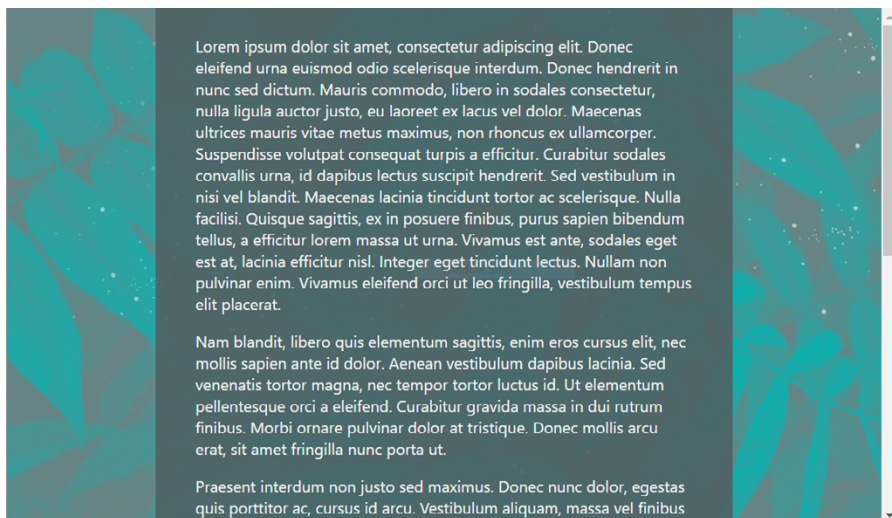 Lorem ipsum dolor sit amet, consectetur adipiscing elit. Donec
eleifend urna euismod odio scelerisque interdum. Donec hendrerit in
nunc sed dictum. Mauris commodo, libero in sodales consectetur,
nulla ligula auctor justo, eu laoreet ex lacus vel dolor. Maecenas
ultrices mauris vitae metus maximus, non rhoncus ex ullamcorper.
Suspendisse volutpat consequat turpis a efficitur. Curabitur sodales
convallis urna, id dapibus lectus suscipit hendrerit. Sed vestibulum in
nisi vel blandit. Maecenas lacinia tincidunt tortor ac scelerisque. Nulla
facilisi. Quisque sagittis, ex in posuere finibus, purus sapien bibendum
tellus, a efficitur lorem massa ut urna. Vivamus est ante, sodales eget
est at, lacinia efficitur nisl. Integer eget tincidunt lectus. Nullam non
pulvinar enim. Vivamus eleifend orci ut leo fringilla, vestibulum tempus
elit placerat.
Nam blandit, libero quis elementum sagittis, enim eros cursus elit, nec
mollis sapien ante id dolor. Aenean vestibulum dapibus lacinia. Sed
venenatis tortor magna, nec tempor tortor luctus id. Ut elementum
pellentesque orci a eleifend. Curabitur gravida massa in dui rutrum
finibus. Morbi ornare pulvinar dolor at tristique. Donec mollis arcu
erat, sit amet fringilla nunc porta ut.
Praesent interdum non justo sed maximus. Donec nunc dolor, egestas
quis porttitor ac, cursus id arcu. Vestibulum aliquam, massa vel finibus